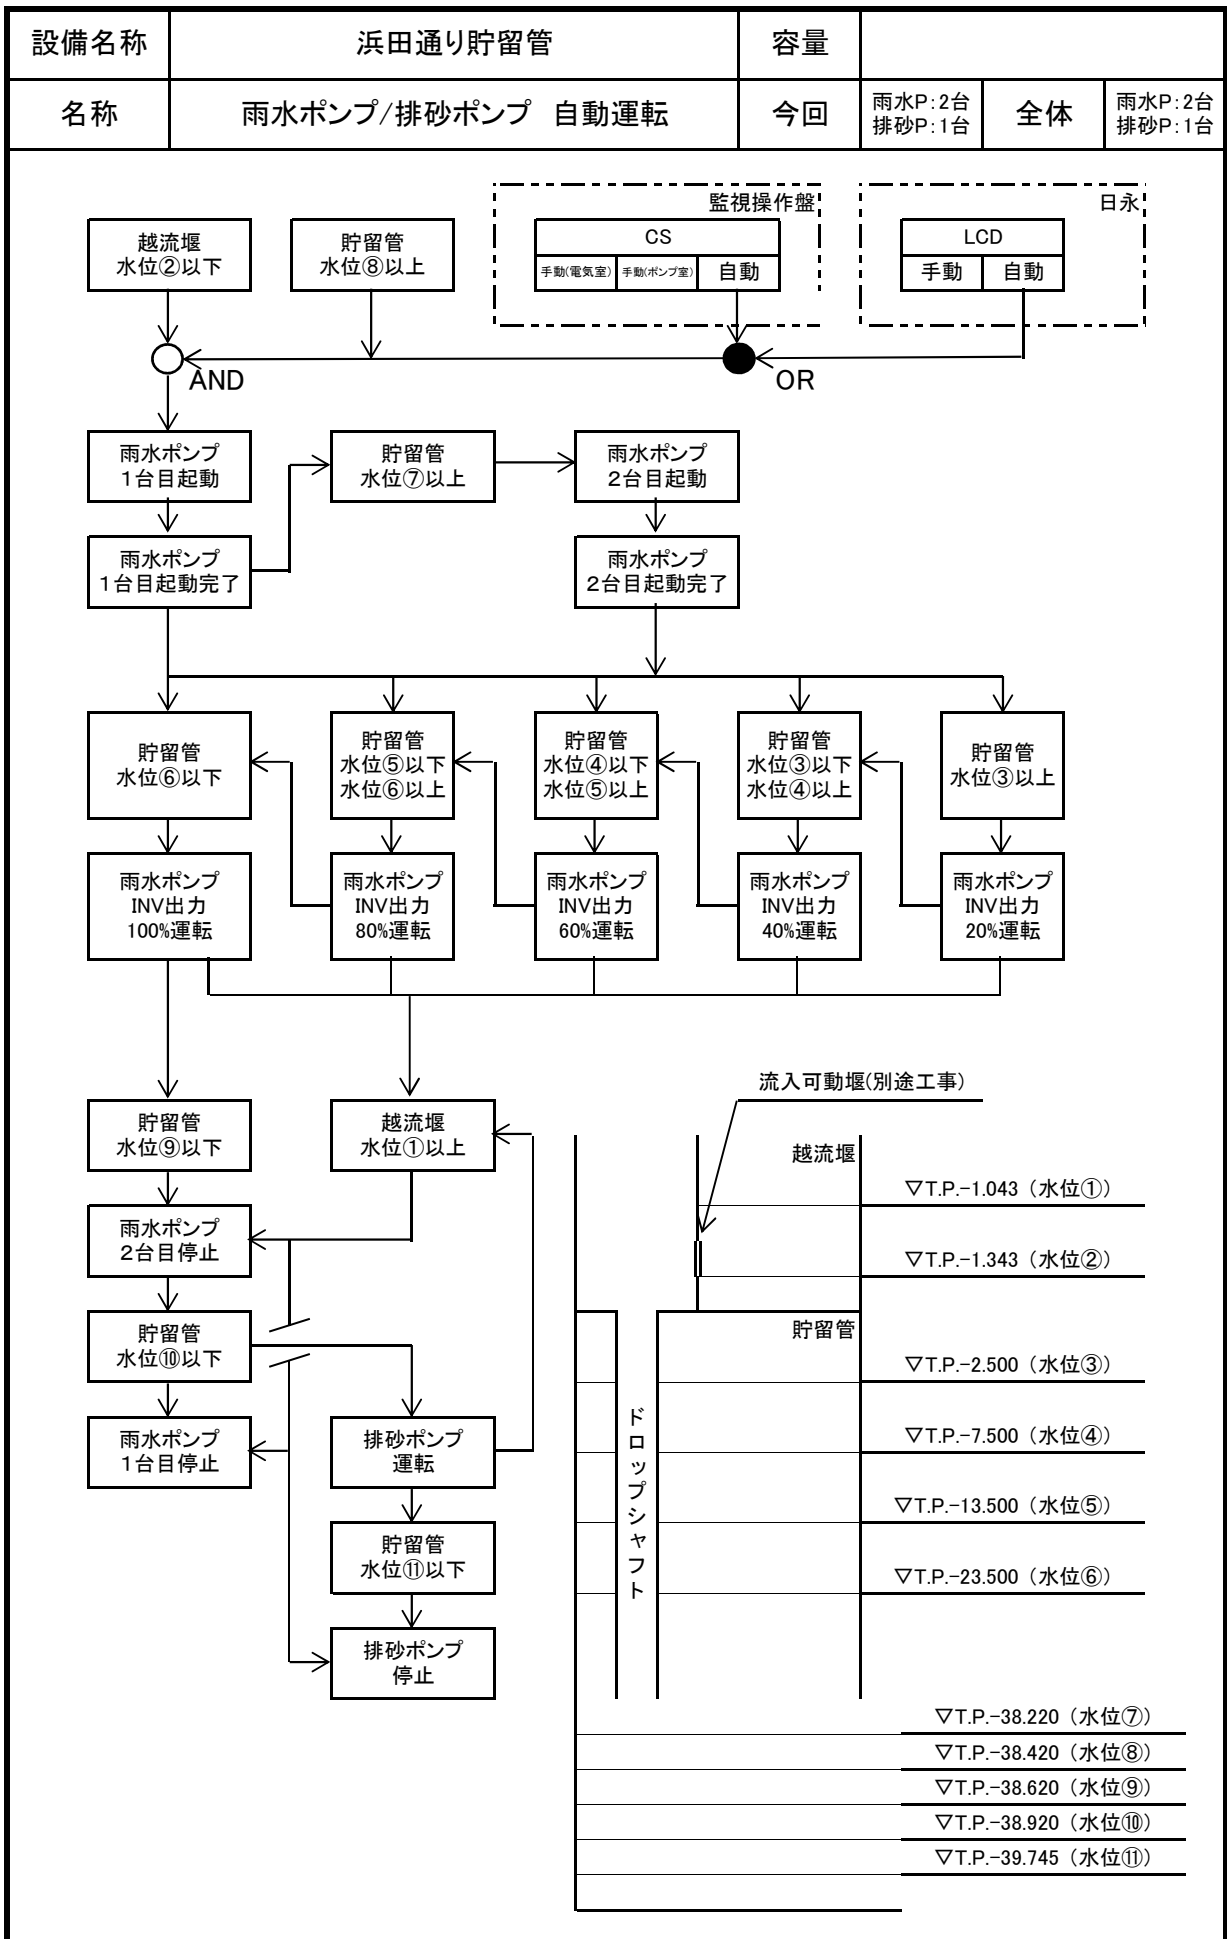 設備名称
浜田通り貯留管
容量
名称
雨水ポンプ/排砂ポンプ 自動運転
今回
雨水P:2台
排砂P:1台
全体
雨水P:2台
排砂P:1台
越流堰
水位②以下
貯留管
水位⑧以上
監視操作盤
CS
手動(電気室)
手動(ポンプ室)
自動
日永
LCD
手動
自動
AND
OR
雨水ポンプ
1台目起動
貯留管
水位⑦以上
雨水ポンプ
2台目起動
雨水ポンプ
1台目起動完了
雨水ポンプ
2台目起動完了
貯留管
水位⑥以下
貯留管
水位⑤以下
水位⑥以上
貯留管
水位④以下
水位⑤以上
貯留管
水位③以下
水位④以上
貯留管
水位③以上
雨水ポンプ
INV出力
100%運転
雨水ポンプ
INV出力
80%運転
雨水ポンプ
INV出力
60%運転
雨水ポンプ
INV出力
40%運転
雨水ポンプ
INV出力
20%運転
貯留管
水位⑨以下
越流堰
水位①以上
雨水ポンプ
2台目停止
貯留管
水位⑩以下
雨水ポンプ
1台目停止
排砂ポンプ
運転
貯留管
水位⑪以下
排砂ポンプ
停止
流入可動堰(別途工事)
越流堰
▽T.P.-1.043（水位①）
▽T.P.-1.343（水位②）
貯留管
▽T.P.-2.500（水位③）
▽T.P.-7.500（水位④）
▽T.P.-13.500（水位⑤）
▽T.P.-23.500（水位⑥）
ドロップシャフト
▽T.P.-38.220（水位⑦）
▽T.P.-38.420（水位⑧）
▽T.P.-38.620（水位⑨）
▽T.P.-38.920（水位⑩）
▽T.P.-39.745（水位⑪）